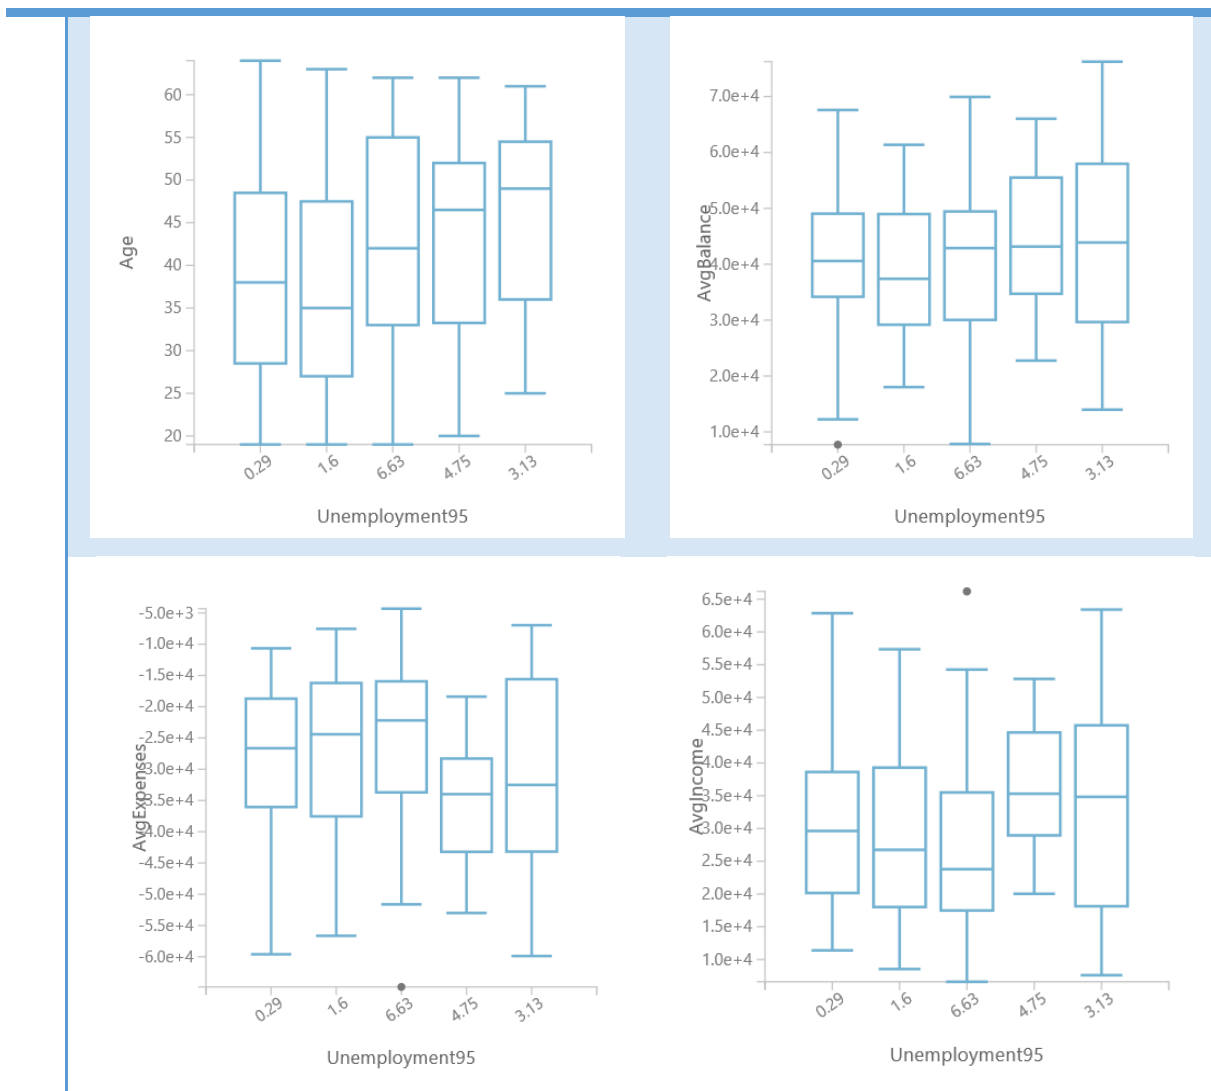 60
55
50
45
40
35
30
25
20
Age
0.29 1.6 6.63 4.75 3.13
Unemployment95
7.0e+4
6.0e+4
5.0e+4
4.0e+4
3.0e+4
2.0e+4
1.0e+4
AvgBalance
0.29 1.6 6.63 4.75 3.13
Unemployment95
-5.0e+3
-1.0e+4
-1.5e+4
-2.0e+4
-2.5e+4
-3.0e+4
-3.5e+4
-4.0e+4
-4.5e+4
-5.0e+4
-5.5e+4
-6.0e+4
AvgExpenses
0.29 1.6 6.63 4.75 3.13
Unemployment95
6.5e+4
6.0e+4
5.5e+4
5.0e+4
4.5e+4
4.0e+4
3.5e+4
3.0e+4
2.5e+4
2.0e+4
1.5e+4
1.0e+4
AvgIncome
0.29 1.6 6.63 4.75 3.13
Unemployment95